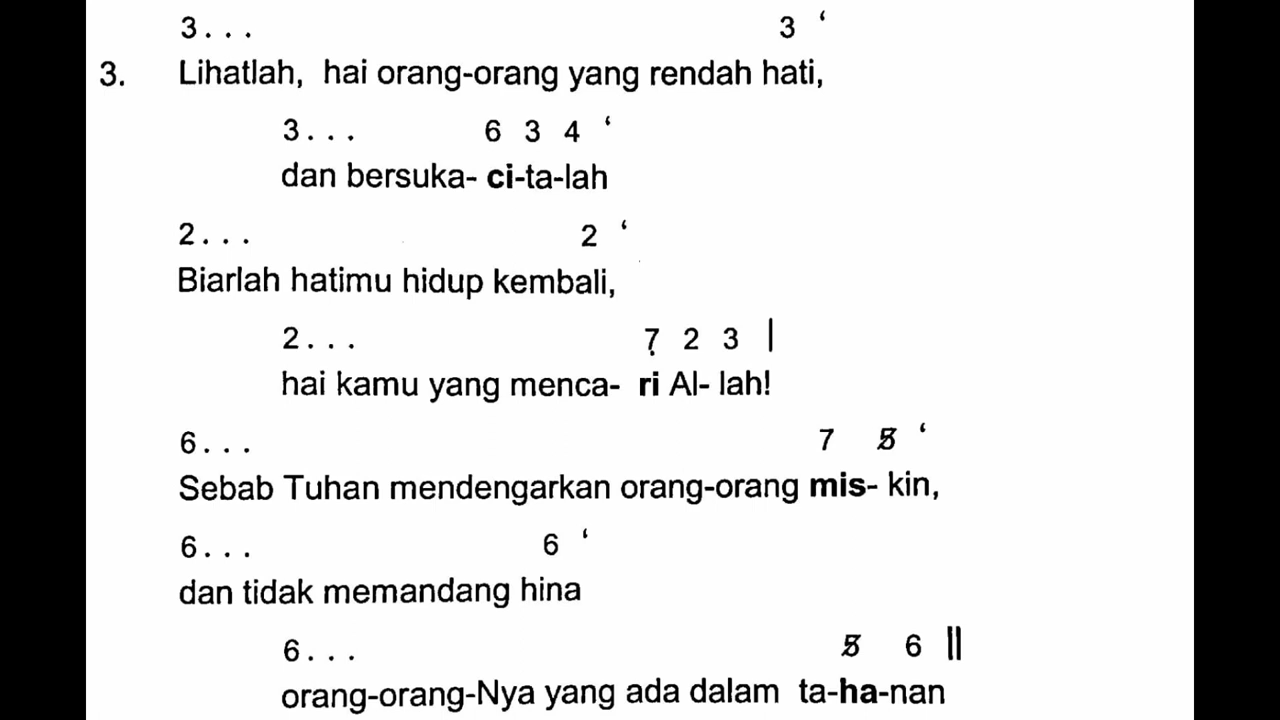 3... 3 ‘
3. Lihatlah, hai orang-orang yang rendah hati,
3... 6 3 4 ‘
dan bersuka- ci-ta-lah
2... 2 ‘
Biarlah hatimu hidup kembali,
2... 7̣ 2 3 |
hai kamu yang menca- ri Al- lah!
6... 7 5̸ ‘
Sebab Tuhan mendengarkan orang-orang mis- kin,
6... 6 ‘
dan tidak memandang hina
6... 5̸ 6 ||
orang-orang-Nya yang ada dalam ta-ha-nan